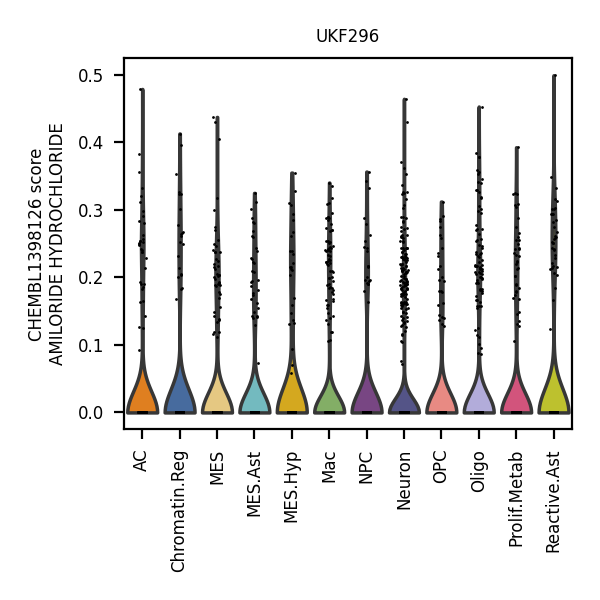 UKF296
CHEMBL1398126 score
AMILORIDE HYDROCHLORIDE
0.5
0.4
0.3
0.2
0.1
0.0
AC
Chromatin.Reg
MES
MES.Ast
MES.Hyp
Mac
NPC
Neuron
OPC
Oligo
Prolif.Metab
Reactive.Ast